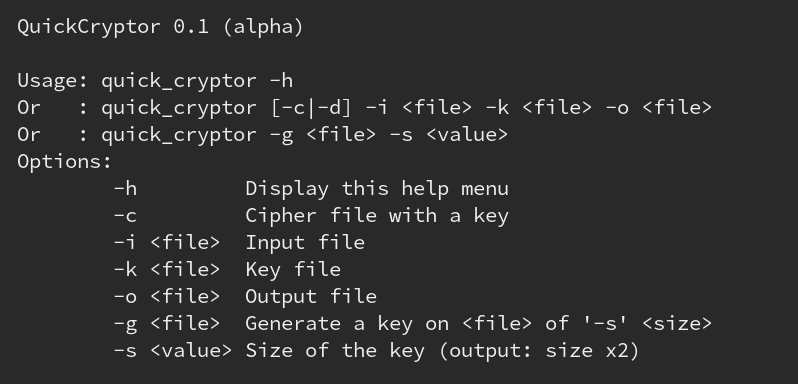 QuickCryptor 0.1 (alpha)

Usage: quick_cryptor -h
Or   : quick_cryptor [-c|-d] -i <file> -k <file> -o <file>
Or   : quick_cryptor -g <file> -s <value>
Options:
        -h         Display this help menu
        -c         Cipher file with a key
        -i <file>  Input file
        -k <file>  Key file
        -o <file>  Output file
        -g <file>  Generate a key on <file> of '-s' <size>
        -s <value> Size of the key (output: size x2)